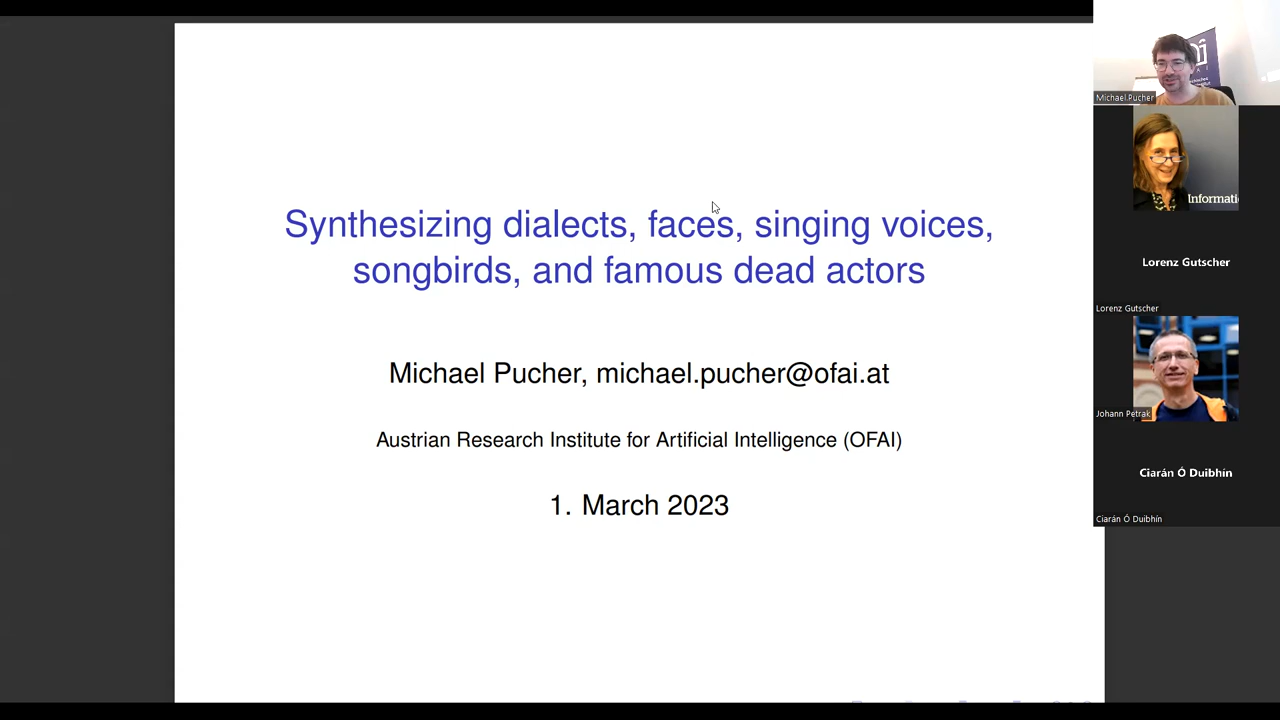 Synthesizing dialects, faces, singing voices,
songbirds, and famous dead actors
Michael Pucher, michael.pucher@ofai.at
Austrian Research Institute for Artificial Intelligence (OFAI)
1. March 2023
Michael Pucher
Informati
Lorenz Gutscher
Lorenz Gutscher
Johann Petrak
Ciarán Ó Duibhín
Ciarán Ó Duibhín